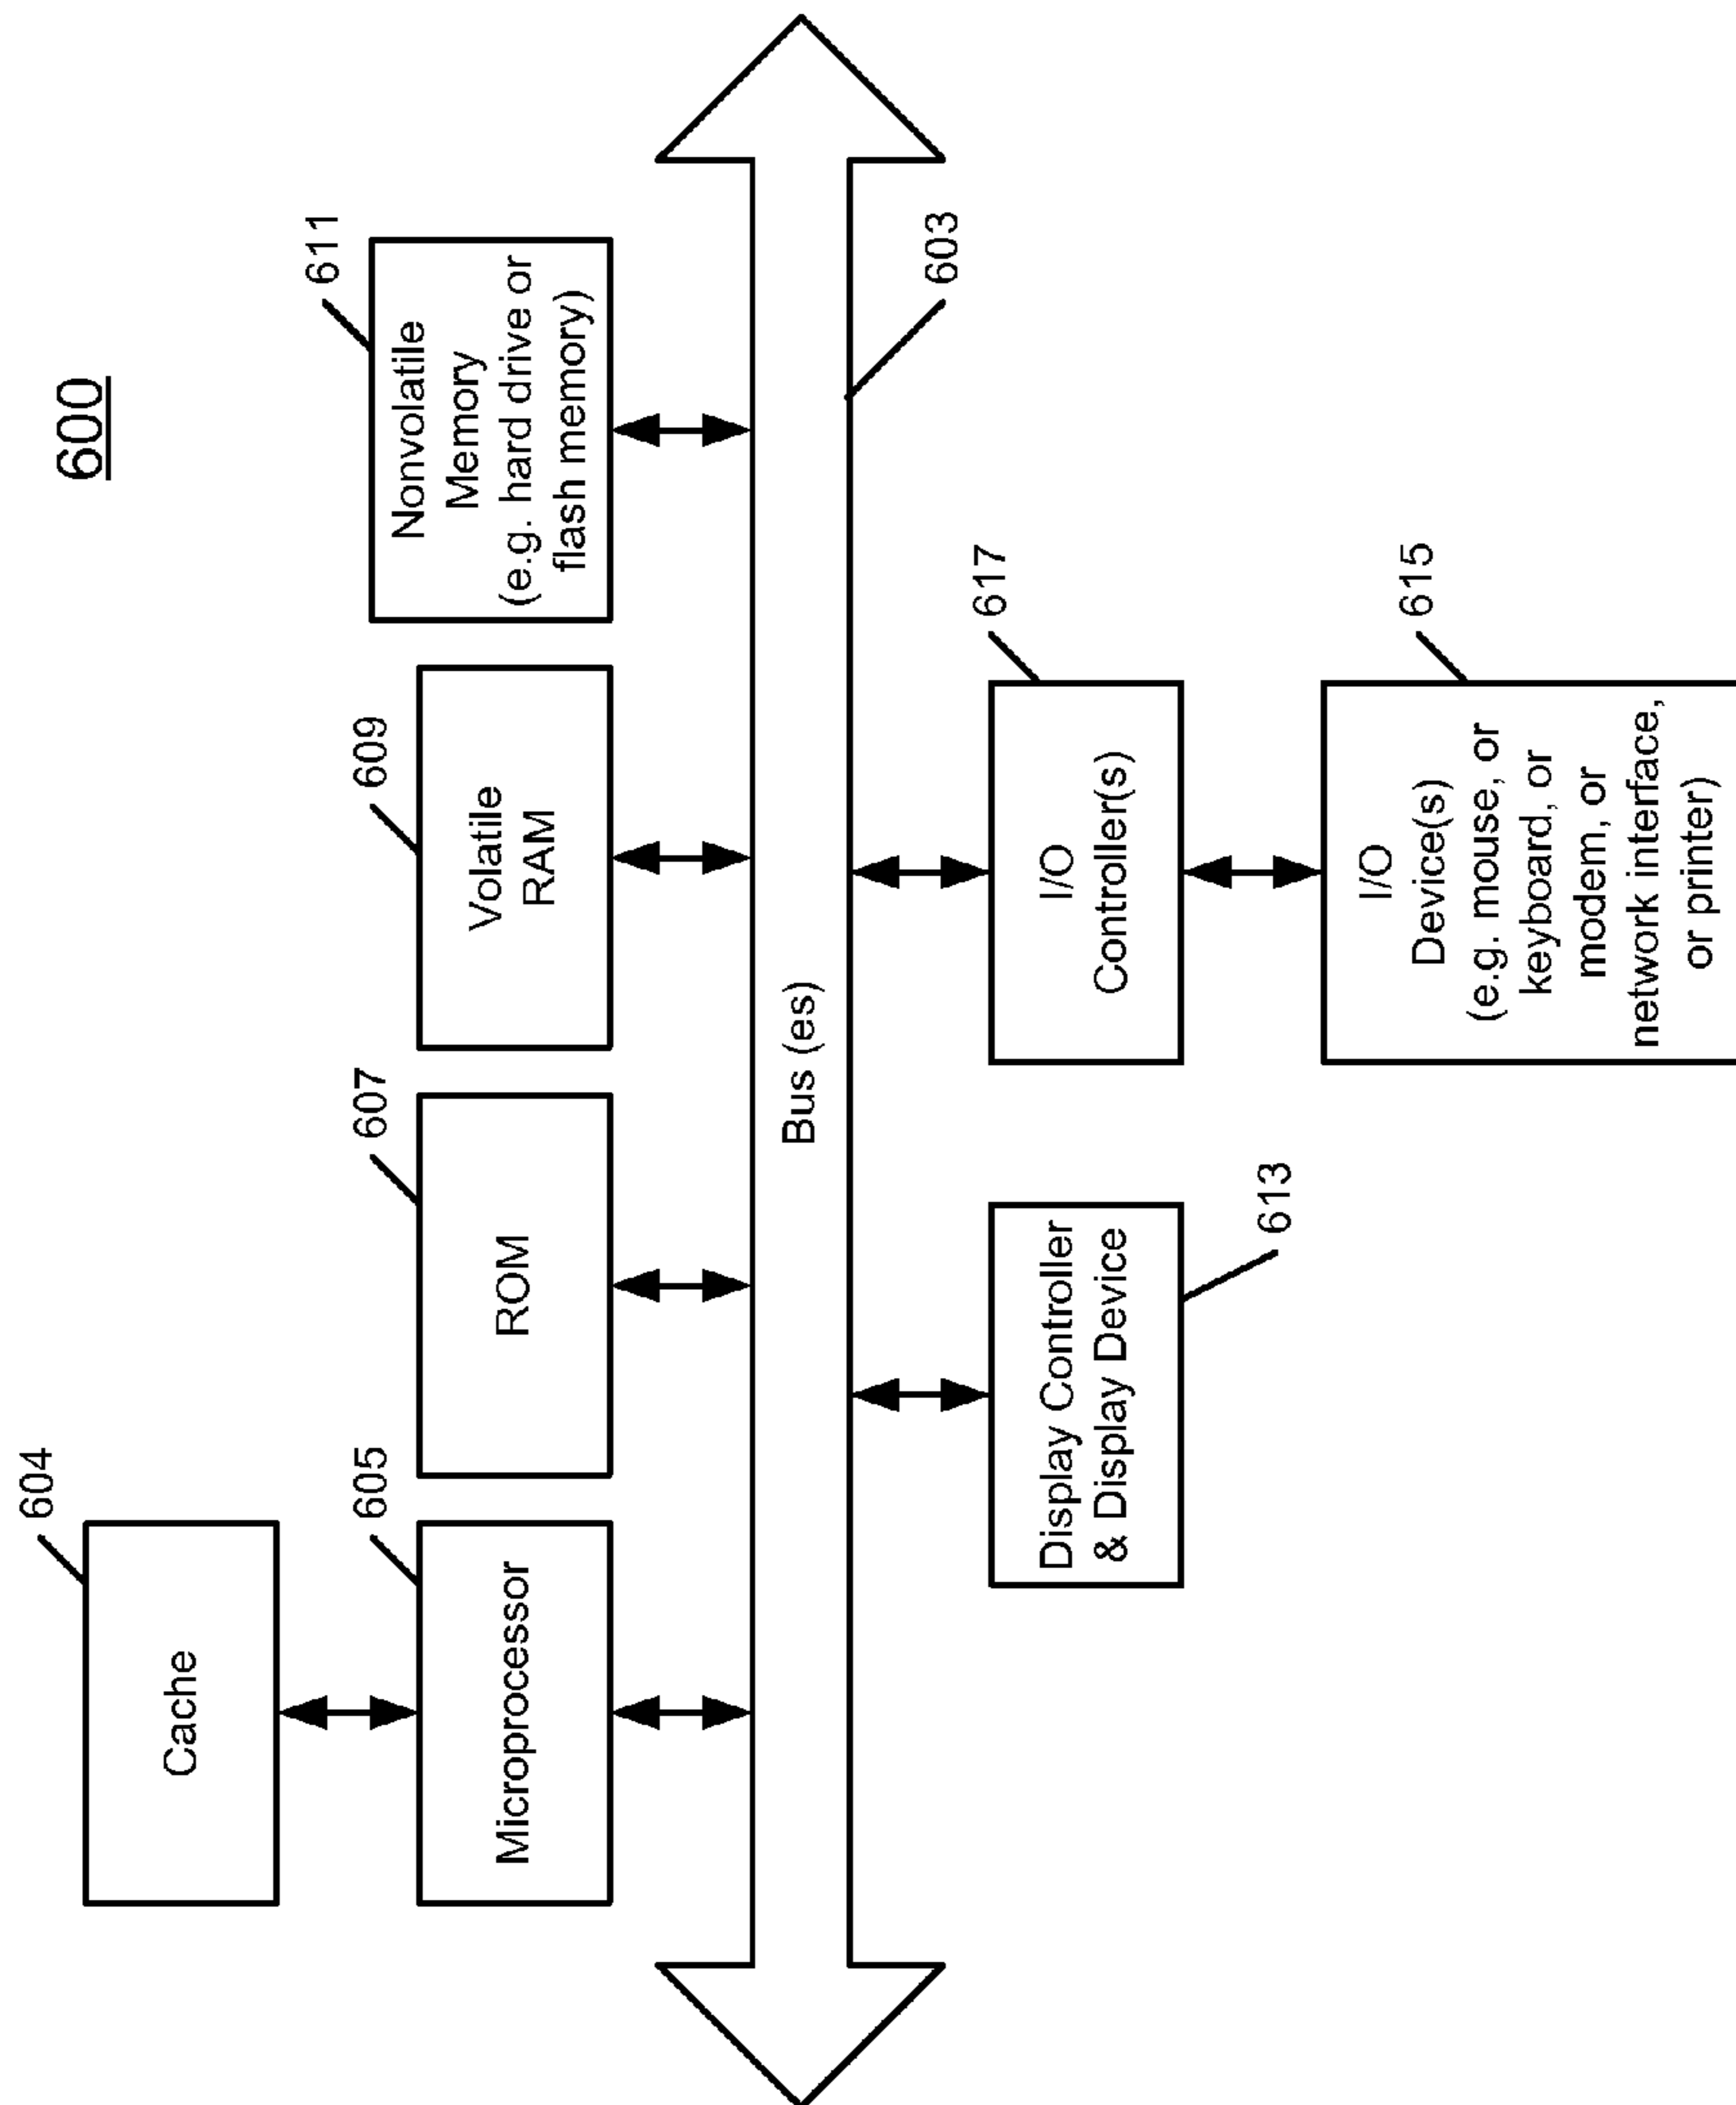 600
604
Cache
605
Microprocessor
607
ROM
609
Volatile
RAM
611
Nonvolatile
Memory
(e.g. hard drive or
flash memory)
Bus (es)
603
Display Controller
& Display Device
613
617
I/O
Controller(s)
615
I/O
Device(s)
(e.g. mouse, or
keyboard, or
modem, or
network interface,
or printer)